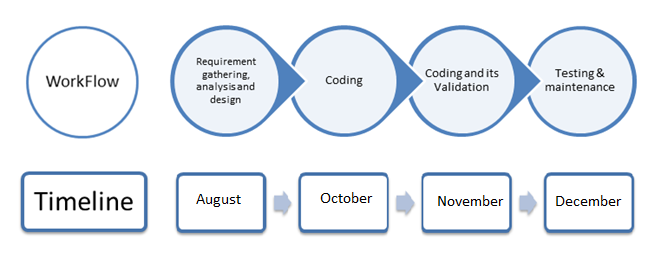 WorkFlow
Requirement
gathering,
analysis and
design
Coding
Coding and its
Validation
Testing &
maintenance
Timeline
August
October
November
December